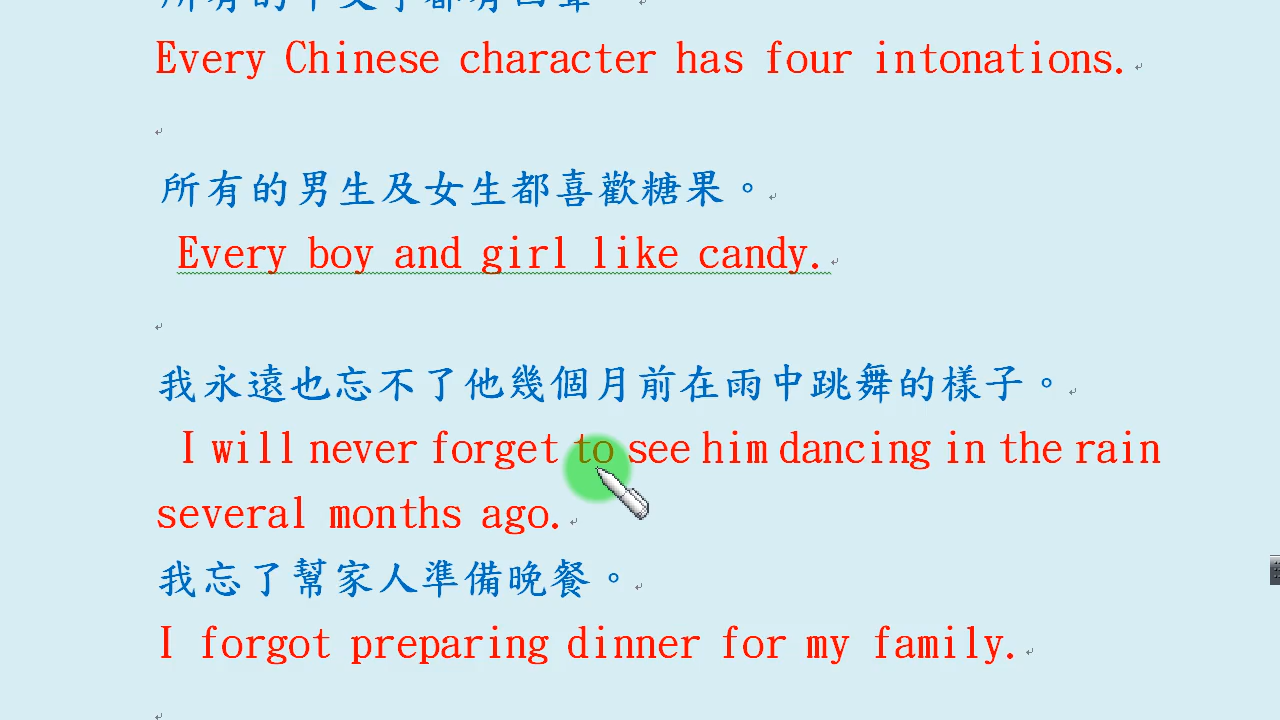 Every Chinese character has four intonations.
所有的男生及女生都喜歡糖果。
Every boy and girl like candy.
我永遠也忘不了他幾個月前在雨中跳舞的樣子。
I will never forget to see him dancing in the rain
several months ago.
我忘了幫家人準備晚餐。
I forgot preparing dinner for my family.